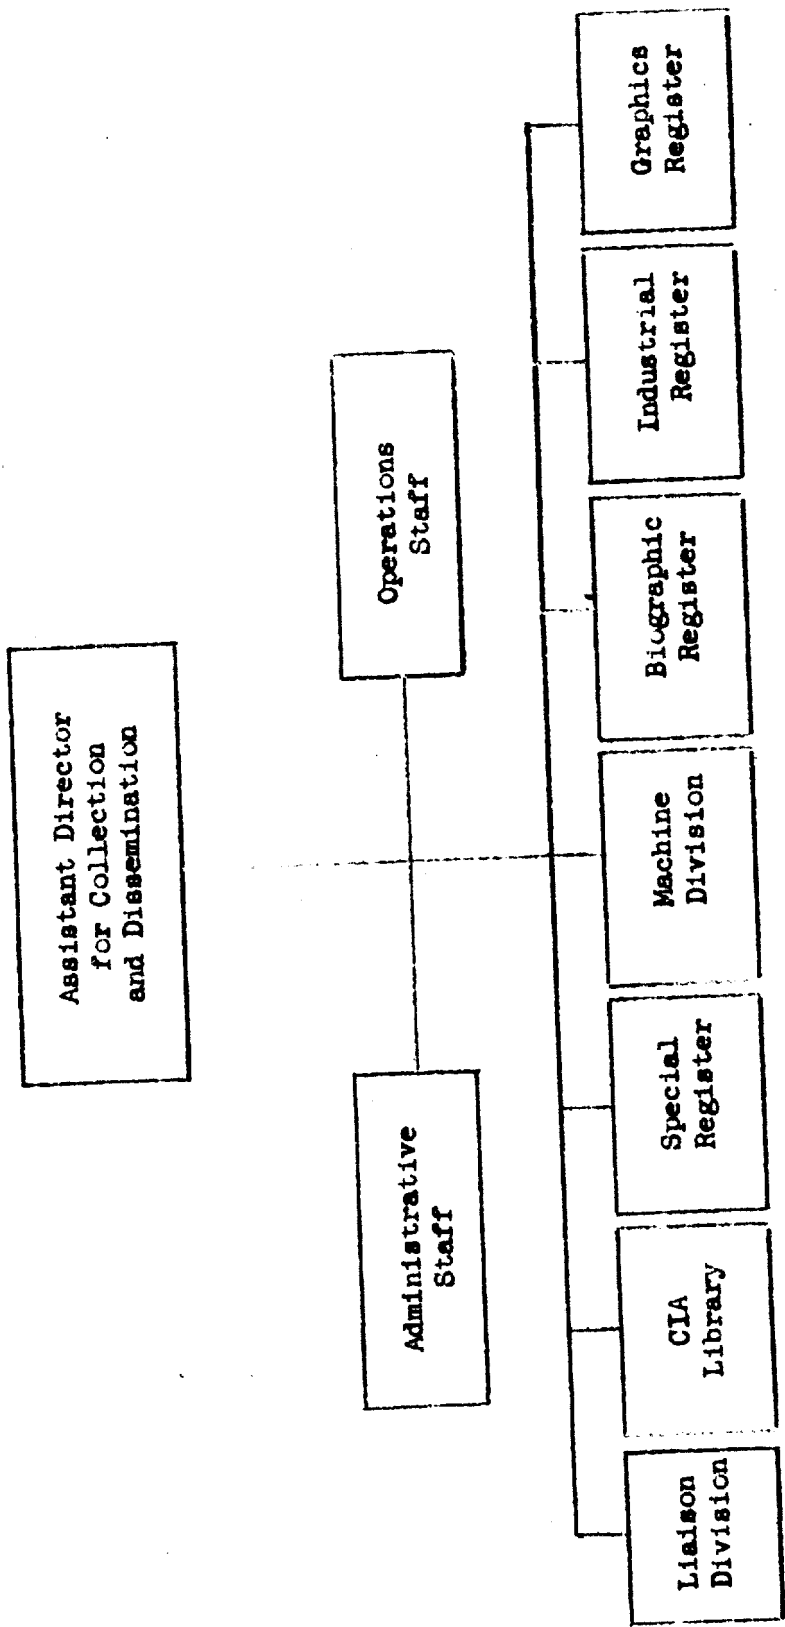 Assistant Director
for Collection
and Dissemination
Administrative
Staff
Operations
Staff
Liaison
Division
CIA
Library
Special
Register
Machine
Division
Biographic
Register
Industrial
Register
Graphics
Register